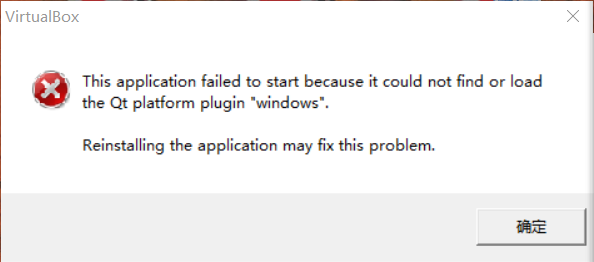 VirtualBox
This application failed to start because it could not find or load
the Qt platform plugin "windows".
Reinstalling the application may fix this problem.
确定